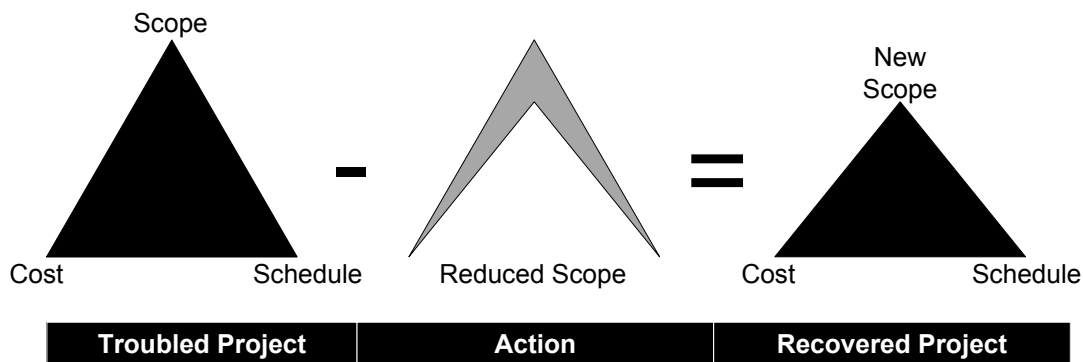 Scope
New
Scope
-
=
Cost
Schedule
Reduced Scope
Cost
Schedule
Troubled Project
Action
Recovered Project